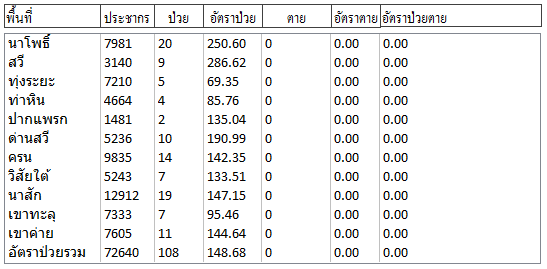 พื้นที่ ประชากร ป่วย อัตราป่วย ตาย อัตราตาย อัตราป่วยตาย
นาโพธิ์ 7981 20 250.60 0 0.00 0.00
สวี 3140 9 286.62 0 0.00 0.00
ทุ่งระยะ 7210 5 69.35 0 0.00 0.00
ท่าหิน 4664 4 85.76 0 0.00 0.00
ปากแพรก 1481 2 135.04 0 0.00 0.00
ด่านสวี 5236 10 190.99 0 0.00 0.00
ครน 9835 14 142.35 0 0.00 0.00
วิสัยใต้ 5243 7 133.51 0 0.00 0.00
นาสัก 12912 19 147.15 0 0.00 0.00
เขาทะลุ 7333 7 95.46 0 0.00 0.00
เขาค่าย 7605 11 144.64 0 0.00 0.00
อัตราป่วยรวม 72640 108 148.68 0 0.00 0.00